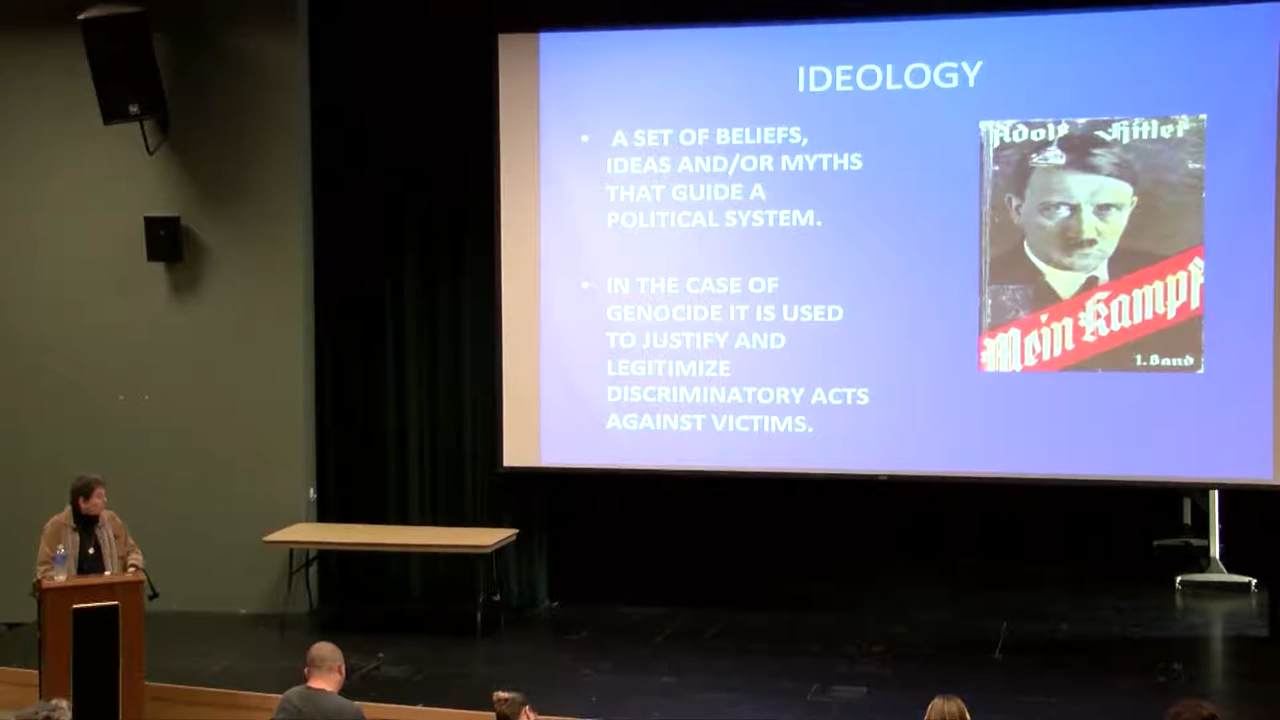 IDEOLOGY
• A SET OF BELIEFS,
IDEAS AND/OR MYTHS
THAT GUIDE A
POLITICAL SYSTEM.
• IN THE CASE OF
GENOCIDE IT IS USED
TO JUSTIFY AND
LEGITIMIZE
DISCRIMINATORY ACTS
AGAINST VICTIMS.
Adolf Hitler
Mein Kampf
1. Band